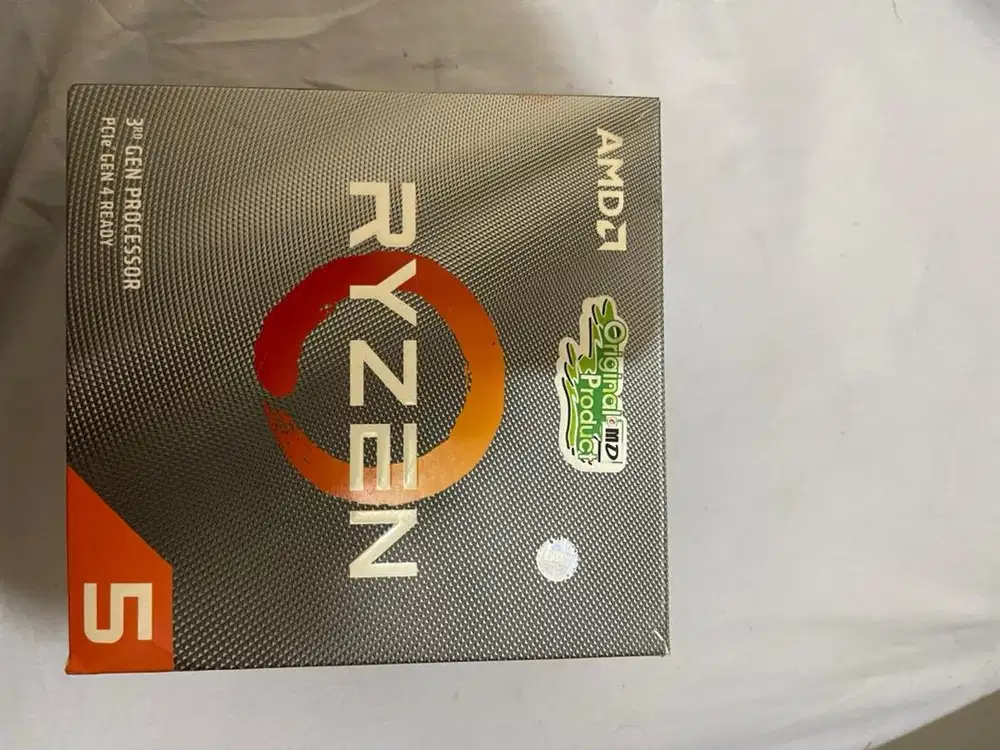 AMD
Original AMD
Product
RYZEN
3RD GEN PROCESSOR
PCIe GEN 4 READY
5